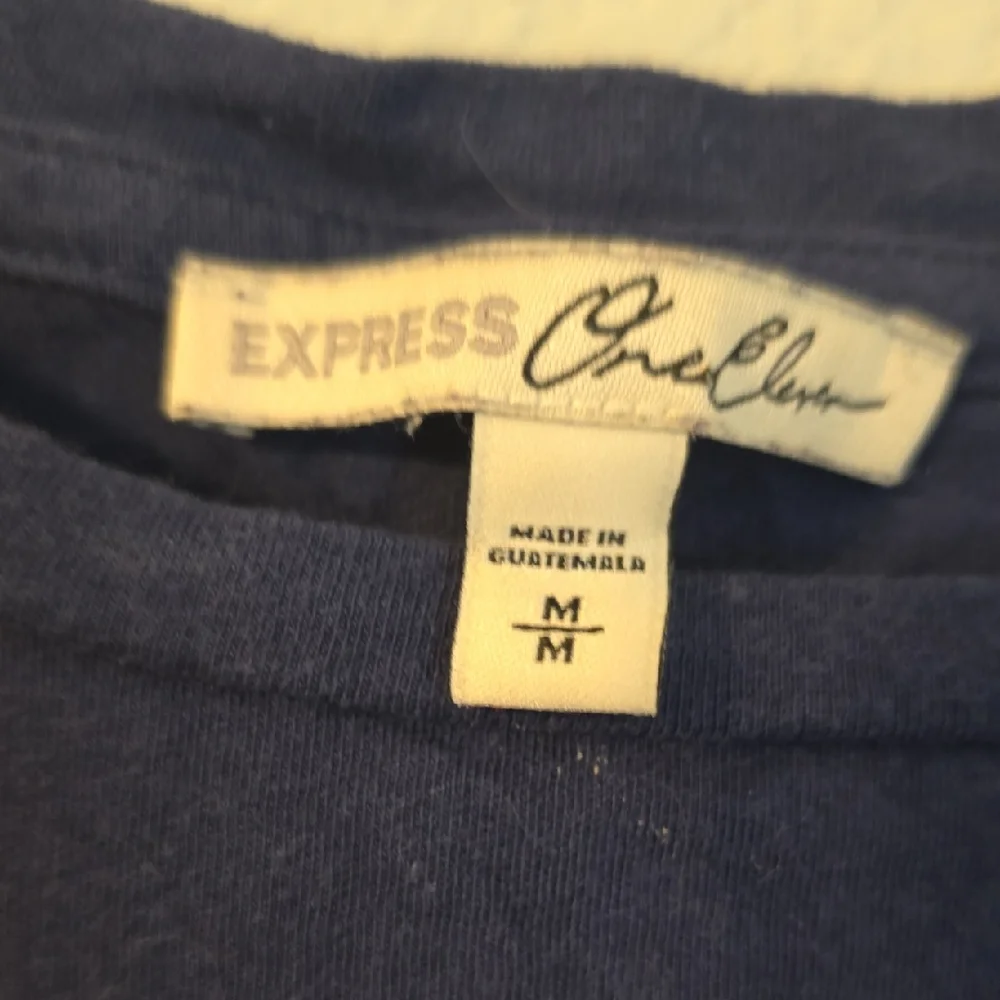 EXPRESS One Eleven
MADE IN
GUATEMALA
M
M